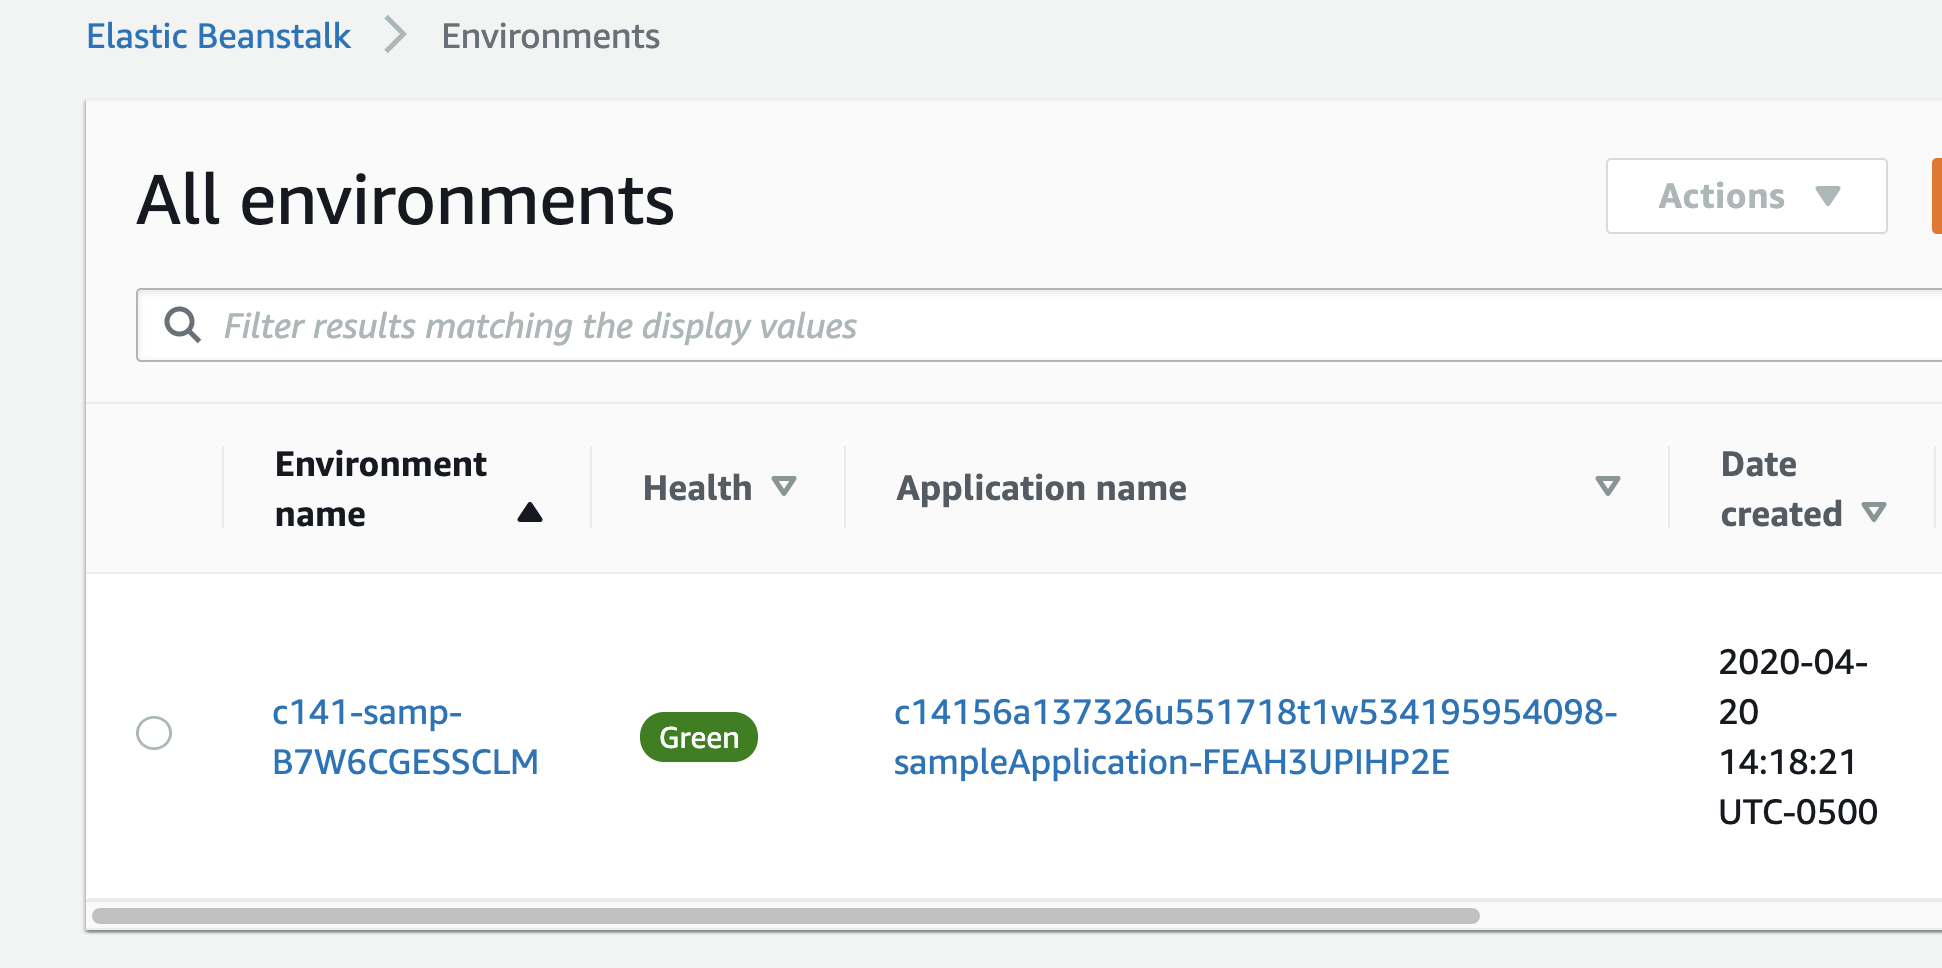 Elastic Beanstalk Environments
All environments
Actions
Filter results matching the display values
Environment name
Health
Application name
Date created
c141-samp-
B7W6CGESSCLM
Green
c14156a137326u551718t1w534195954098-
sampleApplication-FEAH3UPIHP2E
2020-04-
20
14:18:21
UTC-0500